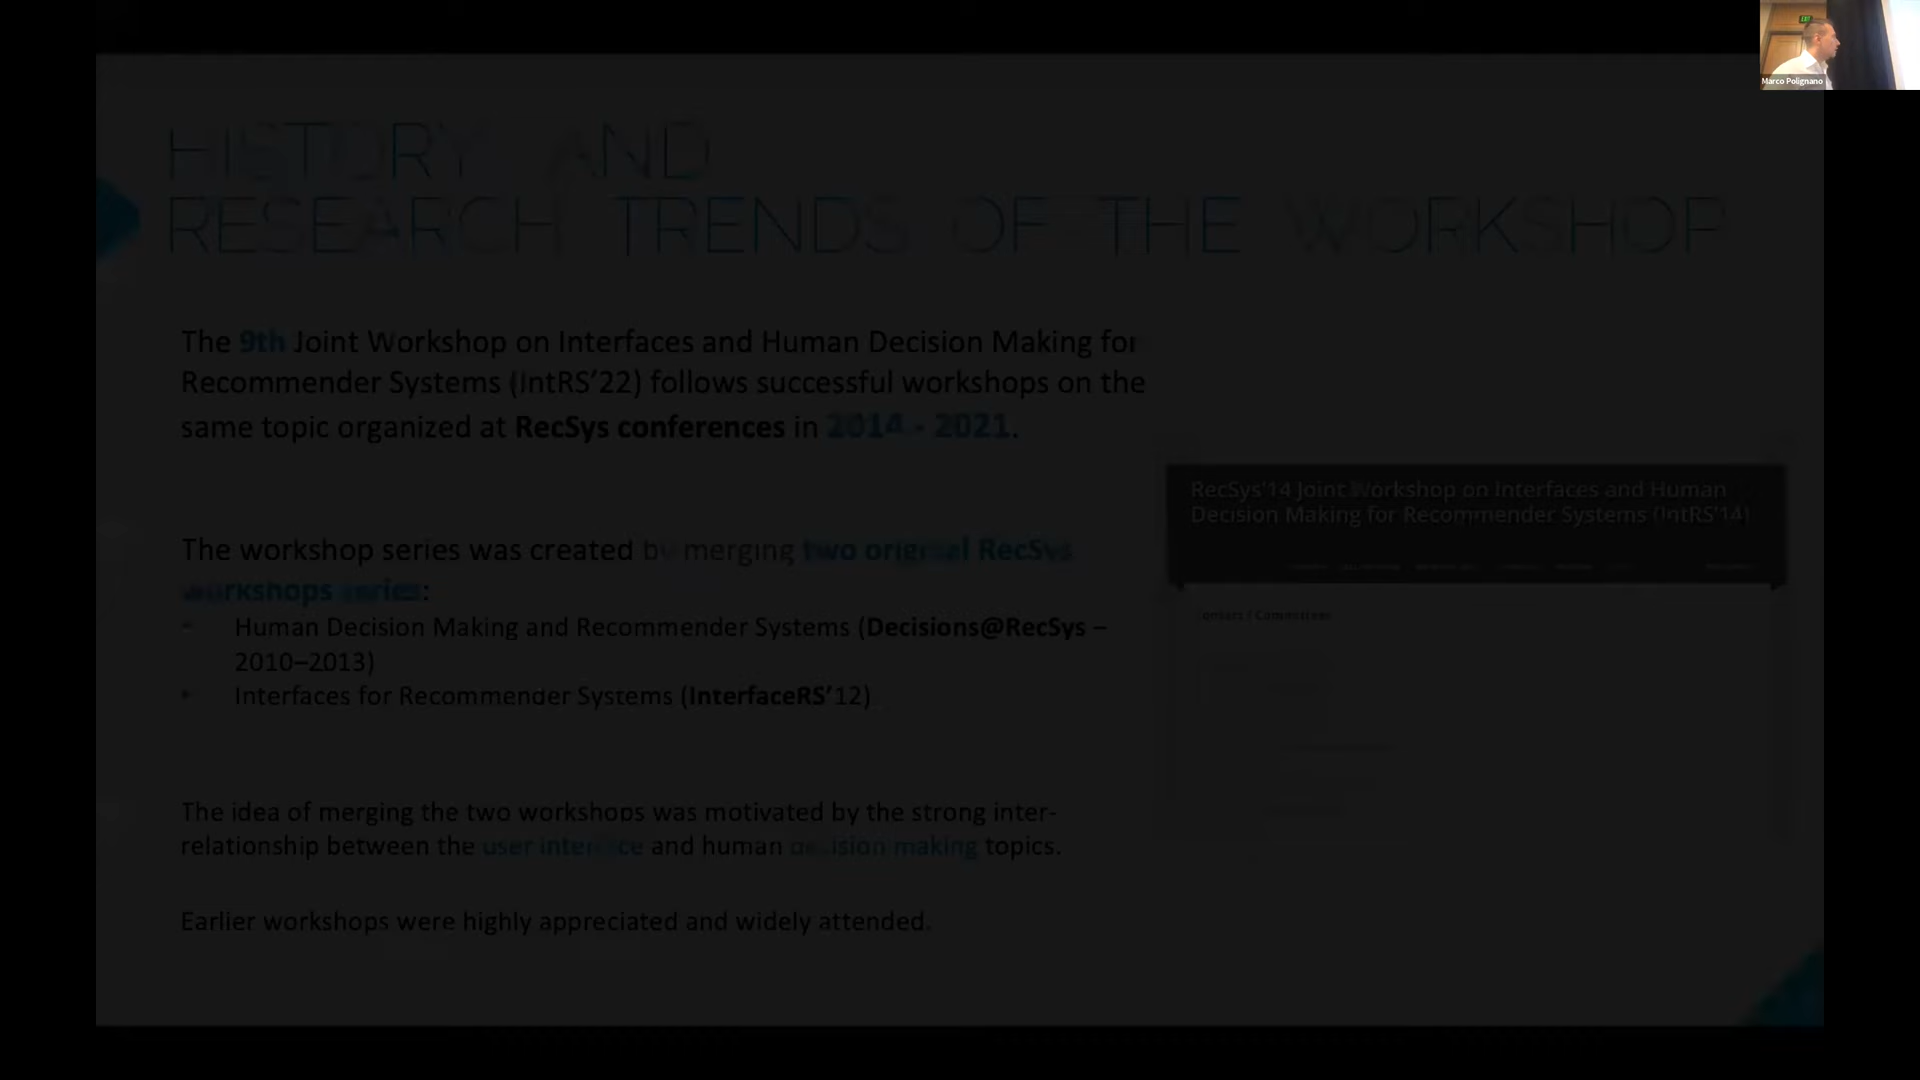 Marco Polignano
HISTORY AND
RESEARCH TRENDS OF THE WORKSHOP
The 9th Joint Workshop on Interfaces and Human Decision Making for
Recommender Systems (IntRS’22) follows successful workshops on the
same topic organized at RecSys conferences in 2014 - 2021.
The workshop series was created by merging two original RecSys
workshops series:
- Human Decision Making and Recommender Systems (Decisions@RecSys –
2010–2013)
• Interfaces for Recommender Systems (InterfaceRS’12)
The idea of merging the two workshops was motivated by the strong inter-
relationship between the user interface and human decision making topics.
Earlier workshops were highly appreciated and widely attended.
RecSys'14 Joint Workshop on Interfaces and Human
Decision Making for Recommender Systems (IntRS'14)
Contact / Committees